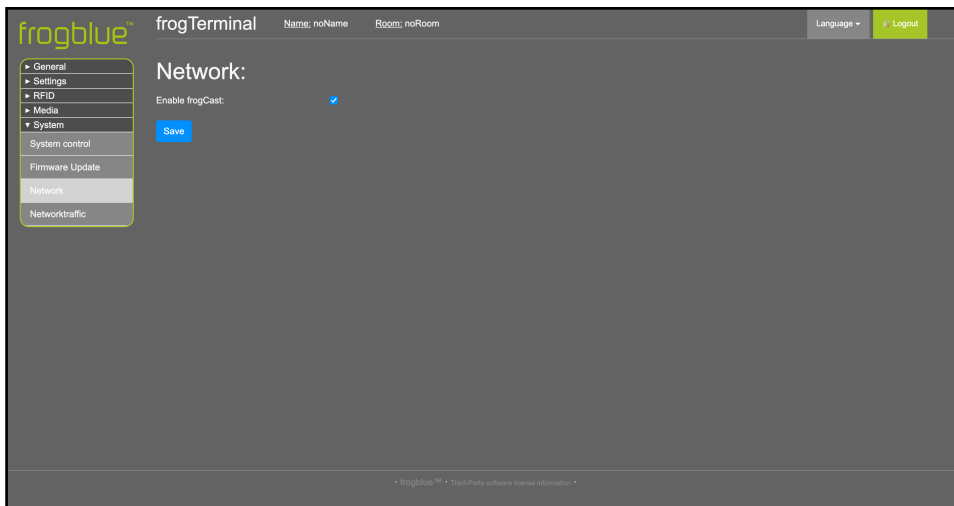 frogblue™
frogTerminal Name: noName Room: noRoom Language Logout
► General
► Settings
► RFID
► Media
▼ System
System control
Firmware Update
Network
Networktraffic
Network:
Enable frogCast:
Save
• frogblue™ • Third-Party software license information •